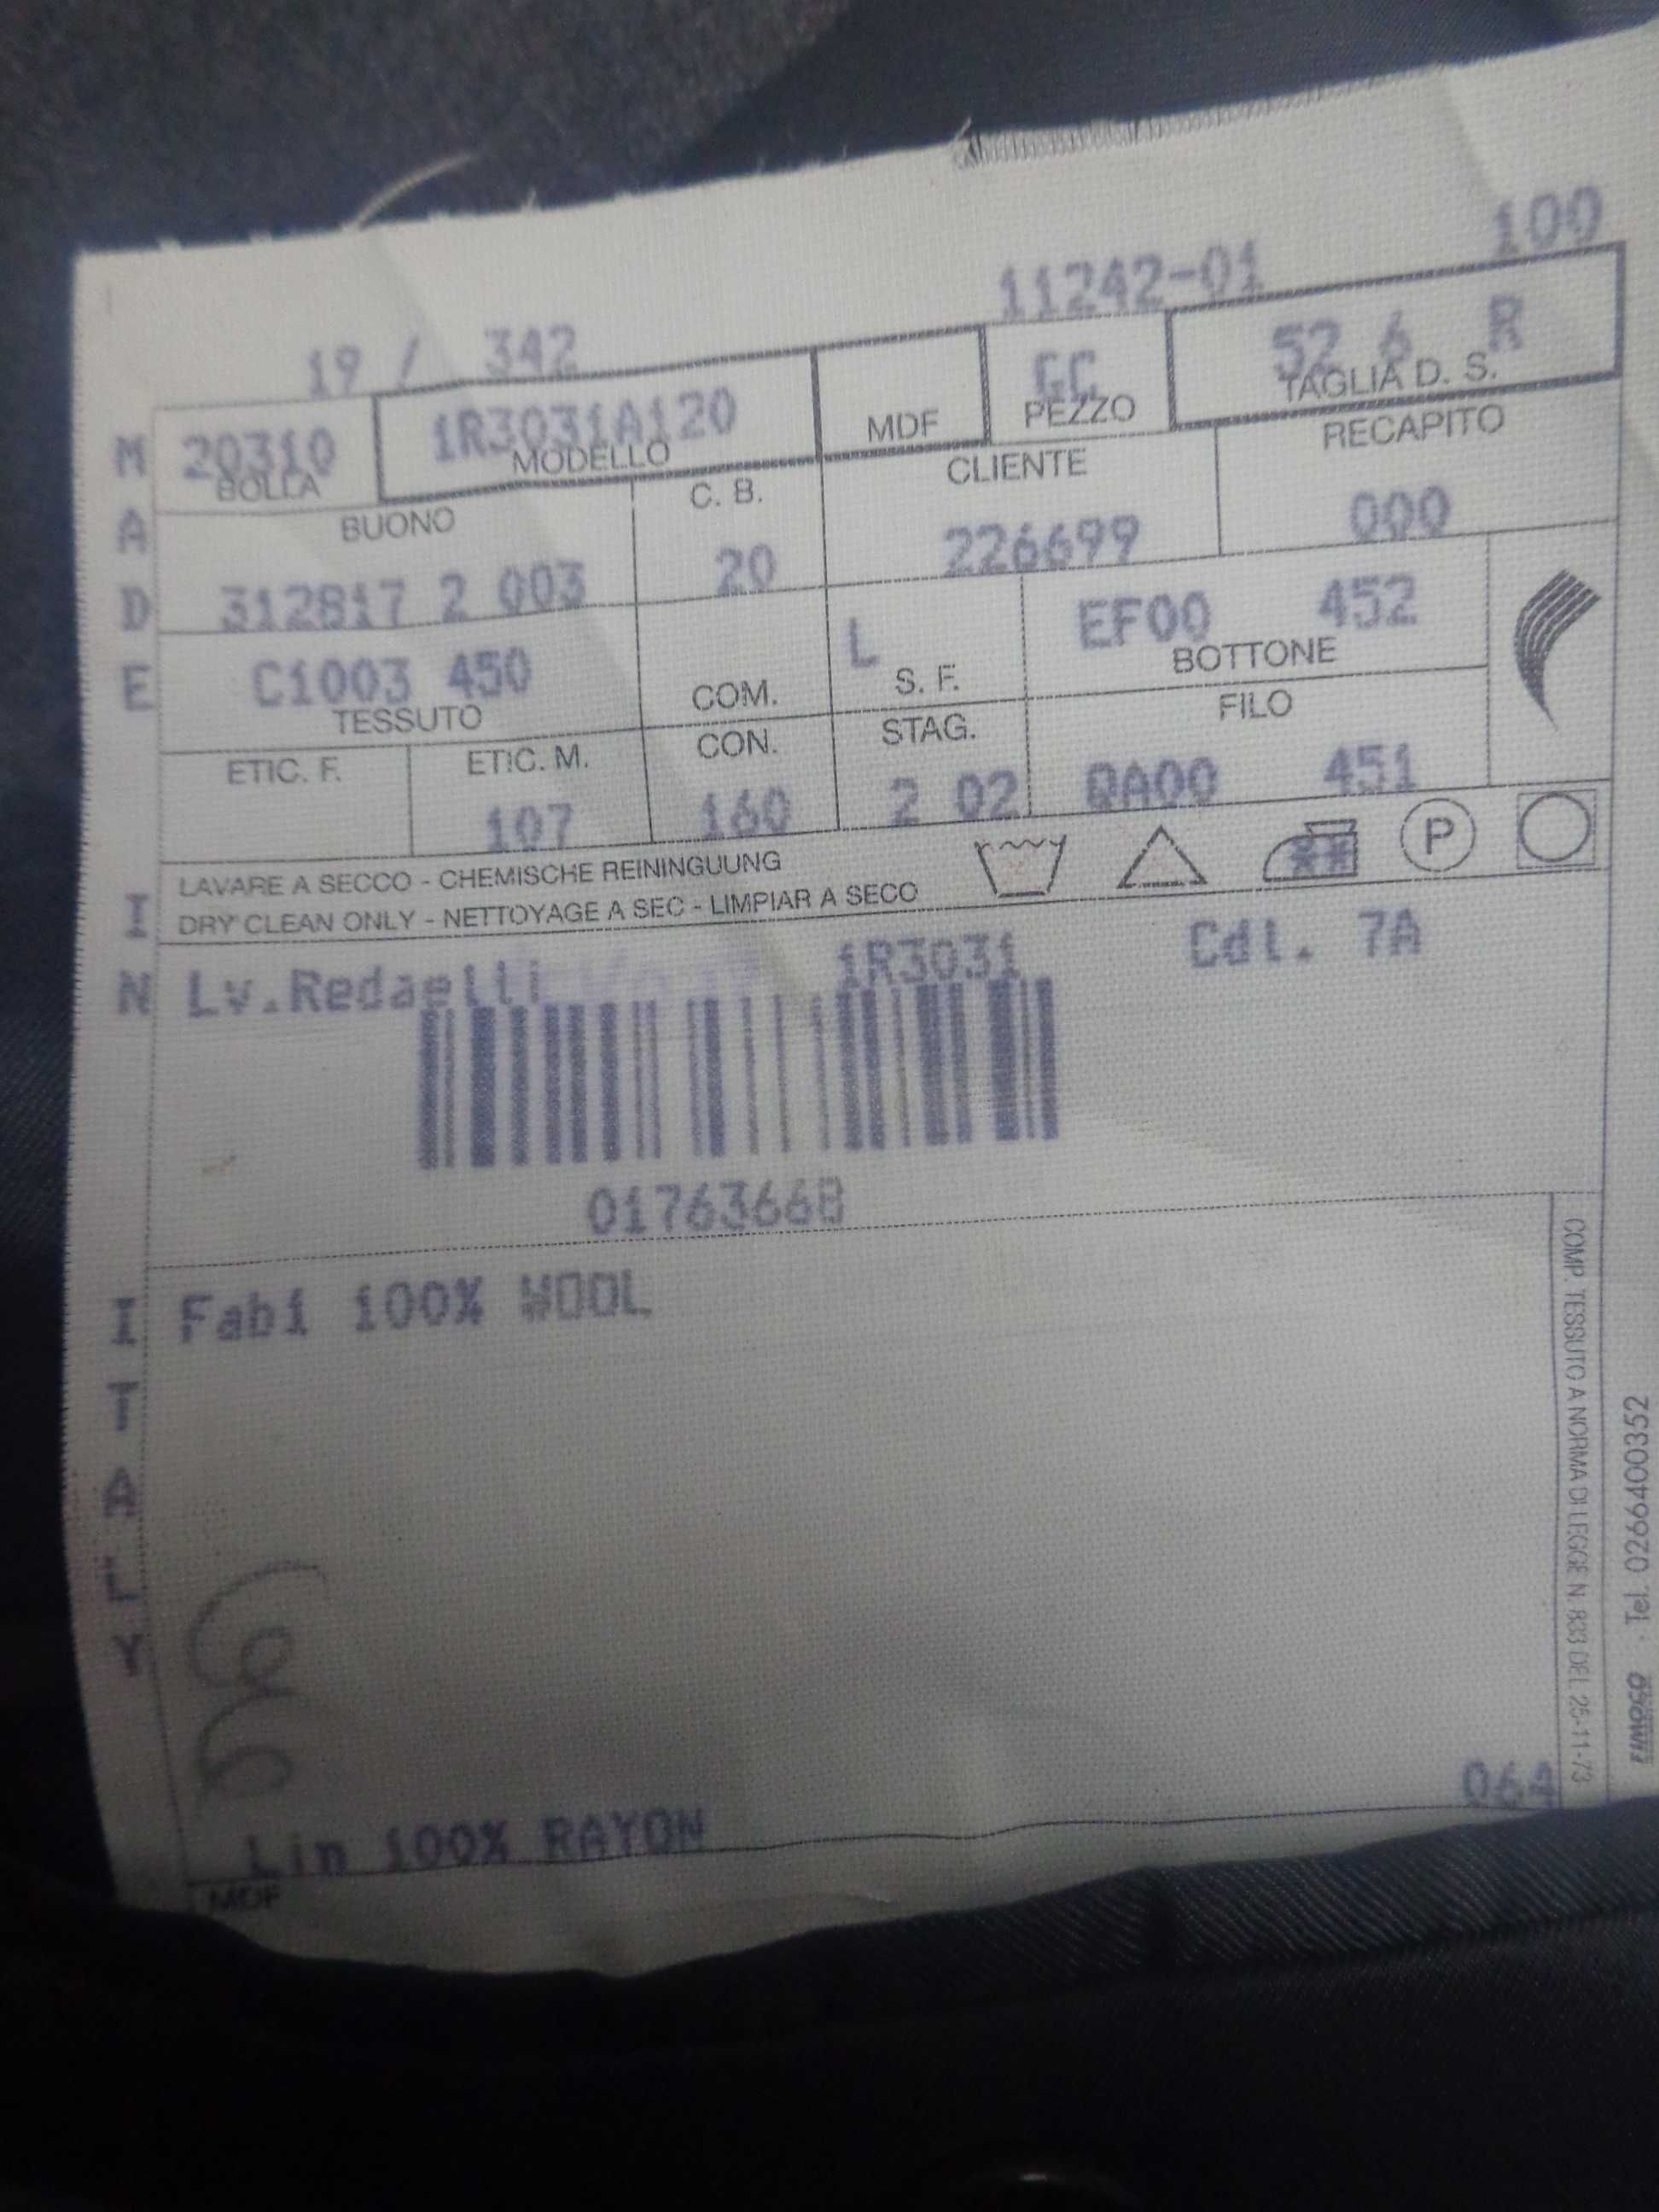 100
11242-01
19 / 342
52 6 R
TAGLIA D. S.
GC
PEZZO
MDF
1R3031A120
MODELLO
20310
BOLLA
RECAPITO
000
CLIENTE
226699
C. B.
20
BUONO
312817 2 003
EF00 452
BOTTONE
L
S. F.
COM.
C1003 450
TESSUTO
FILO
QA00 451
STAG.
2 02
CON.
160
ETIC. M.
107
ETIC. F.
LAVARE A SECCO - CHEMISCHE REININGUUNG
DRY CLEAN ONLY - NETTOYAGE A SEC - LIMPIAR A SECO
P
**
Lv.Redaelli 1R3031 Cdl. 7A
01763668
Fab1 100% WOOL
064
Lin 100% RAYON
MDF
MADE IN ITALY
COMP. TESSUTO A NORMA DI LEGGE N. 833 DEL 25-11-73
Tel. 0266400352